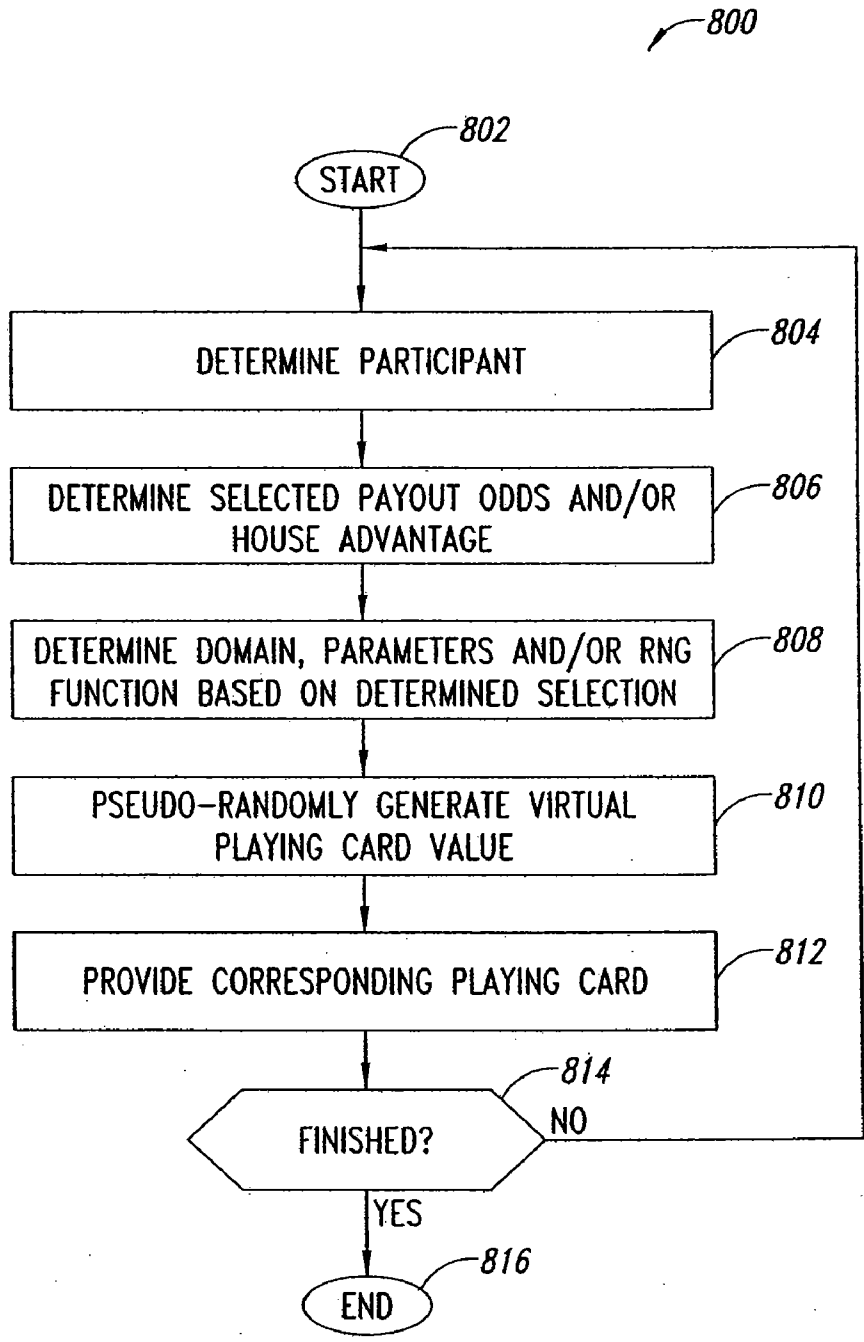 800
802
START
DETERMINE PARTICIPANT
804
DETERMINE SELECTED PAYOUT ODDS AND/OR
HOUSE ADVANTAGE
806
DETERMINE DOMAIN, PARAMETERS AND/OR RNG
FUNCTION BASED ON DETERMINED SELECTION
808
PSEUDO-RANDOMLY GENERATE VIRTUAL
PLAYING CARD VALUE
810
PROVIDE CORRESPONDING PLAYING CARD
812
814
FINISHED?
NO
YES
816
END